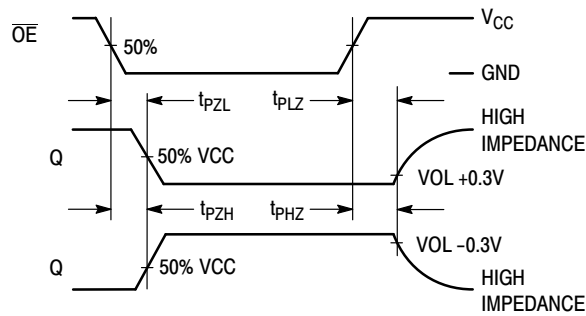 OE
VCC
50%
GND
tPZL
tPLZ
HIGH
IMPEDANCE
Q
50% VCC
VOL +0.3V
tPZH
tPHZ
VOL −0.3V
Q
50% VCC
HIGH
IMPEDANCE